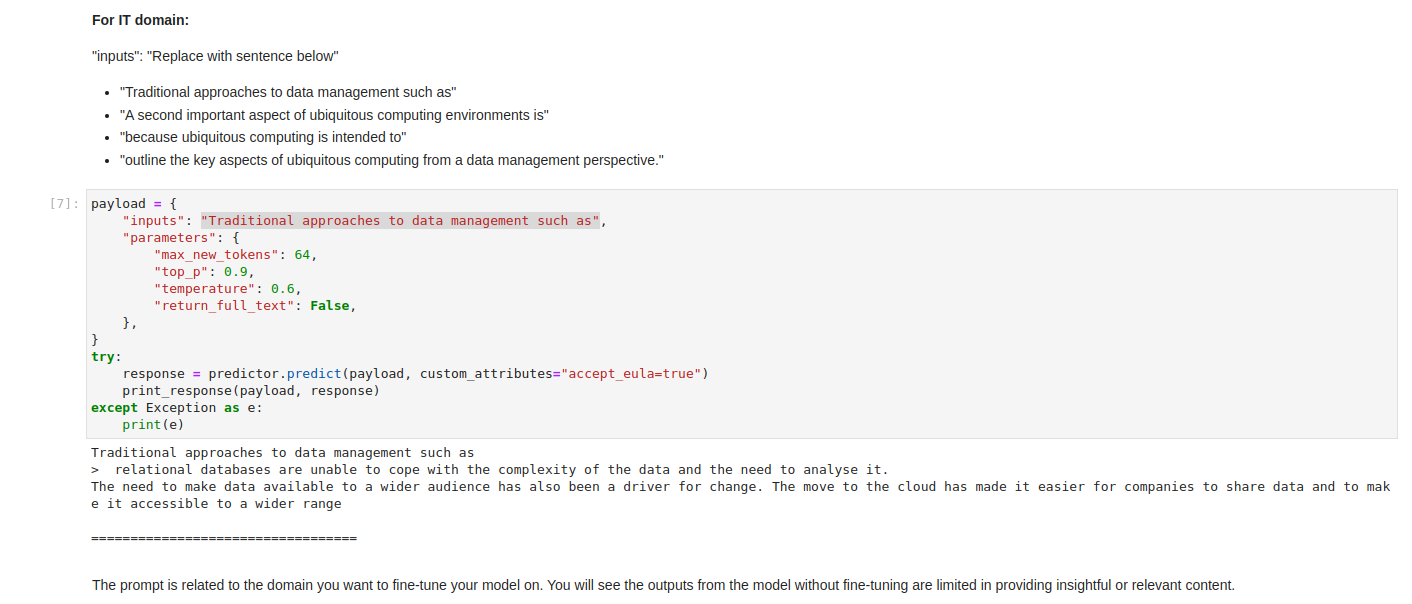 For IT domain:
"inputs": "Replace with sentence below"
• "Traditional approaches to data management such as"
• "A second important aspect of ubiquitous computing environments is"
• "because ubiquitous computing is intended to"
• "outline the key aspects of ubiquitous computing from a data management perspective."
[7]: payload = {
    "inputs": "Traditional approaches to data management such as",
    "parameters": {
        "max_new_tokens": 64,
        "top_p": 0.9,
        "temperature": 0.6,
        "return_full_text": False,
    },
}
try:
    response = predictor.predict(payload, custom_attributes="accept_eula=true")
    print_response(payload, response)
except Exception as e:
    print(e)
Traditional approaches to data management such as
>  relational databases are unable to cope with the complexity of the data and the need to analyse it.
The need to make data available to a wider audience has also been a driver for change. The move to the cloud has made it easier for companies to share data and to mak
e it accessible to a wider range
==================================
The prompt is related to the domain you want to fine-tune your model on. You will see the outputs from the model without fine-tuning are limited in providing insightful or relevant content.